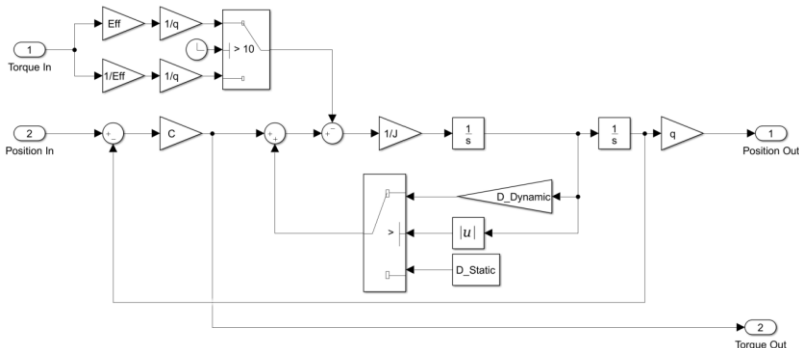 Eff
1/q
1
Torque In
> 10
1/Eff
1/q
2
Position In
+
-
C
+
+
+
-
1/J
1
s
1
s
q
1
Position Out
D_Dynamic
>
|u|
D_Static
2
Torque Out